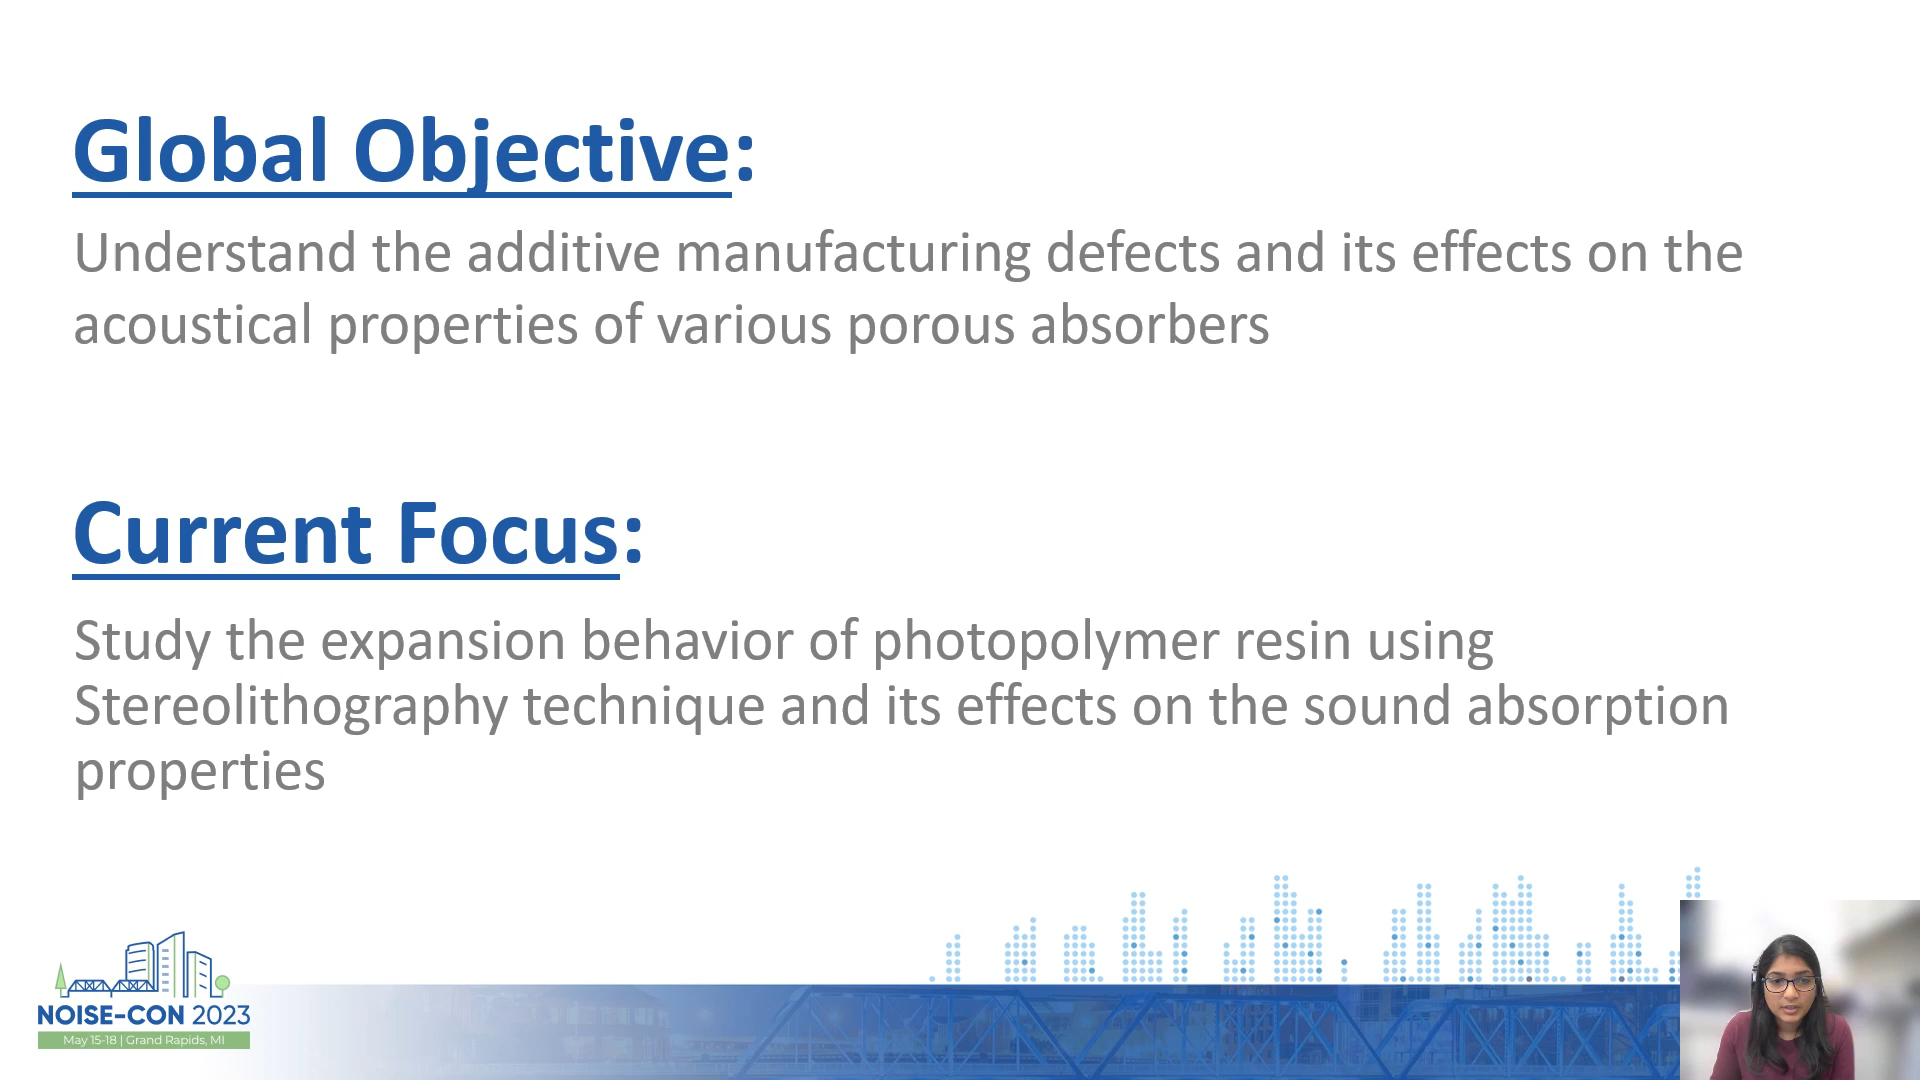 Global Objective:
Understand the additive manufacturing defects and its effects on the
acoustical properties of various porous absorbers
Current Focus:
Study the expansion behavior of photopolymer resin using
Stereolithography technique and its effects on the sound absorption
properties
NOISE-CON 2023
May 15-18 | Grand Rapids, MI